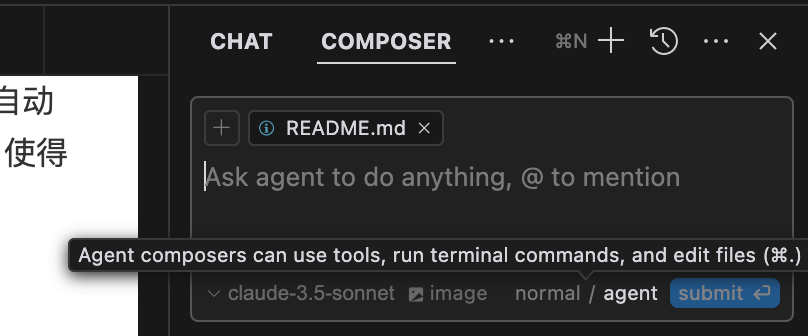 自动
使得
CHAT COMPOSER ··· ⌘N
README.md ×
Ask agent to do anything, @ to mention
Agent composers can use tools, run terminal commands, and edit files (⌘.)
claude-3.5-sonnet image normal / agent submit